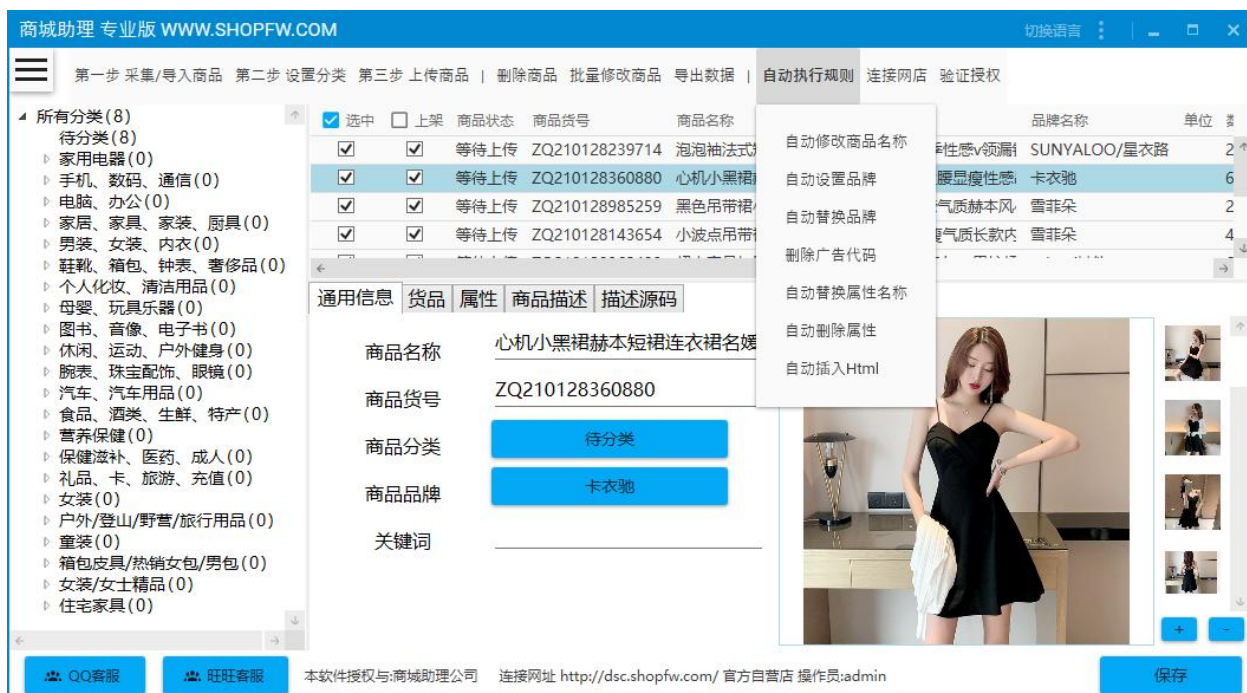 商城助理 专业版 WWW.SHOPFW.COM 切换语言
第一步 采集/导入商品 第二步 设置分类 第三步 上传商品 | 删除商品 批量修改商品 导出数据 | 自动执行规则 连接网店 验证授权
所有分类(8)
待分类(8)
家用电器(0)
手机、数码、通信(0)
电脑、办公(0)
家居、家具、家装、厨具(0)
男装、女装、内衣(0)
鞋靴、箱包、钟表、奢侈品(0)
个人化妆、清洁用品(0)
母婴、玩具乐器(0)
图书、音像、电子书(0)
休闲、运动、户外健身(0)
腕表、珠宝配饰、眼镜(0)
汽车、汽车用品(0)
食品、酒类、生鲜、特产(0)
营养保健(0)
保健滋补、医药、成人(0)
礼品、卡、旅游、充值(0)
女装(0)
户外/登山/野营/旅行用品(0)
童装(0)
箱包皮具/热销女包/男包(0)
女装/女士精品(0)
住宅家具(0)
选中 上架 商品状态 商品货号 商品名称 品牌名称 单位
等待上传 ZQ210128239714 泡泡袖法式 性感v领漏 SUNYALOO/星衣路 2
等待上传 ZQ210128360880 心机小黑裙 腰显瘦性感 卡衣驰 6
等待上传 ZQ210128985259 黑色吊带裙 气质赫本风 雪菲朵 2
等待上传 ZQ210128143654 小波点吊带 气质长款内 雪菲朵 4
自动修改商品名称
自动设置品牌
自动替换品牌
删除广告代码
自动替换属性名称
自动删除属性
自动插入Html
通用信息 货品 属性 商品描述 描述源码
商品名称 心机小黑裙赫本短裙连衣裙名媛
商品货号 ZQ210128360880
商品分类 待分类
商品品牌 卡衣驰
关键词
+ -
QQ客服 旺旺客服 本软件授权与:商城助理公司 连接网址 http://dsc.shopfw.com/ 官方自营店 操作员:admin 保存